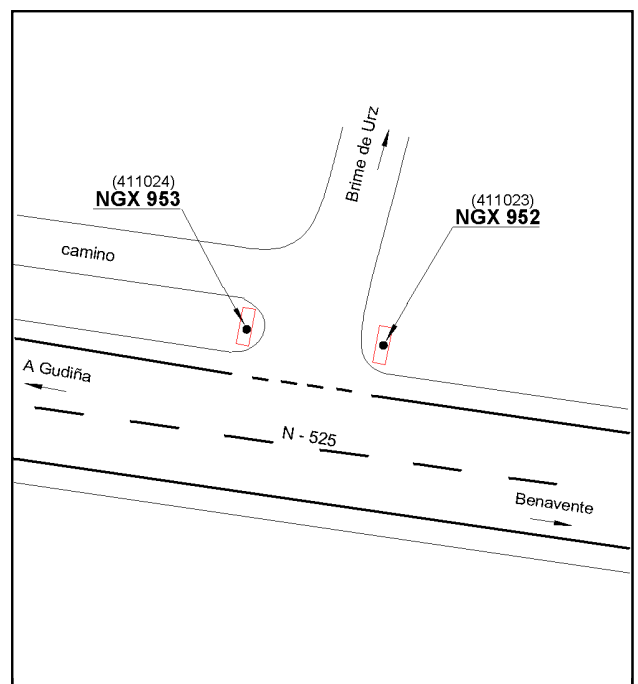 Brime de Urz
(411024)
NGX 953
(411023)
NGX 952
camino
A Gudiña
N - 525
Benavente